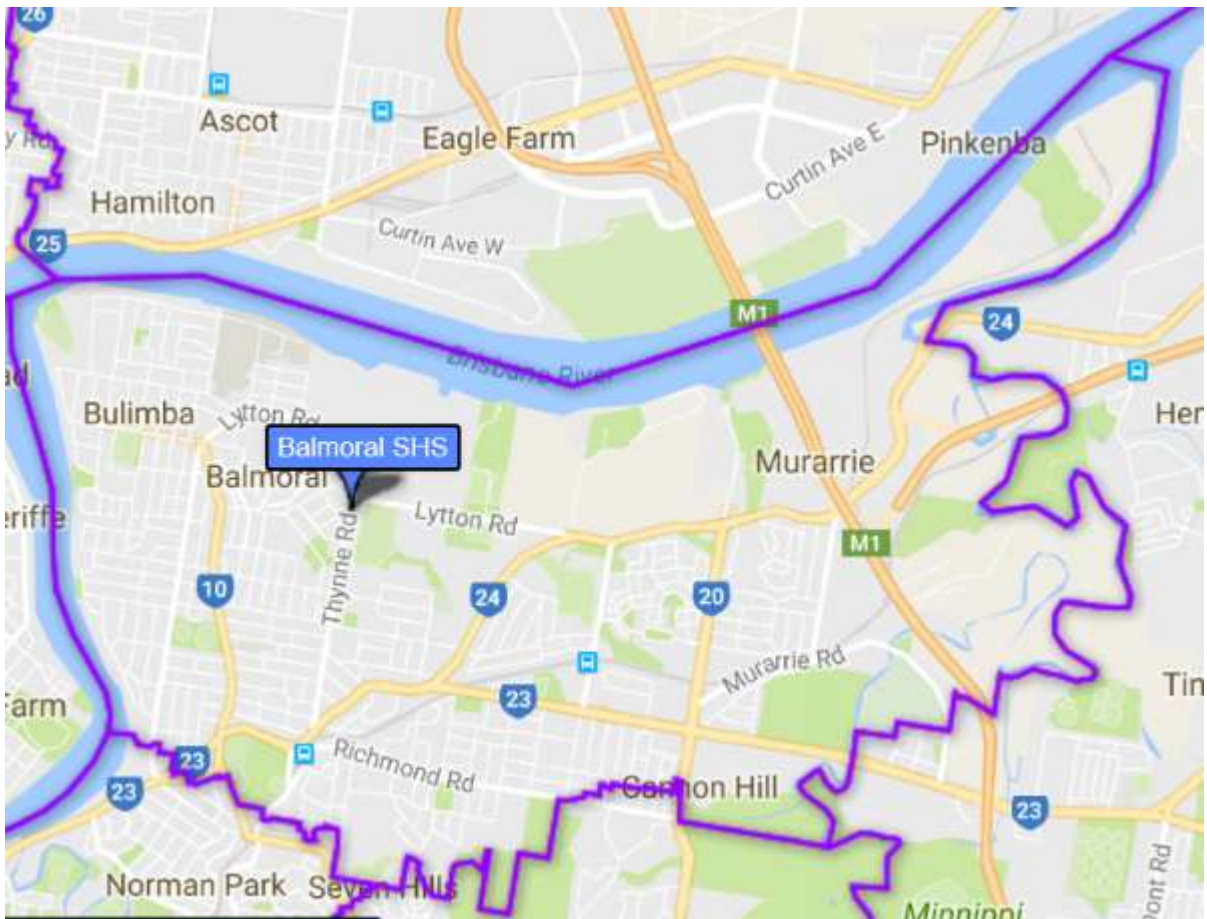 26
Ascot
Eagle Farm
Pinkenba
Curtin Ave E
Hamilton
Curtin Ave W
25
M1
24
Brisbane River
Bulimba
Lytton Rd
Balmoral SHS
Balmoral
Murarrie
Lytton Rd
M1
Thynne Rd
10
24
20
Murarrie Rd
23
Richmond Rd
23
23
Cannon Hill
23
Norman Park
Seven Hills
Minnippi